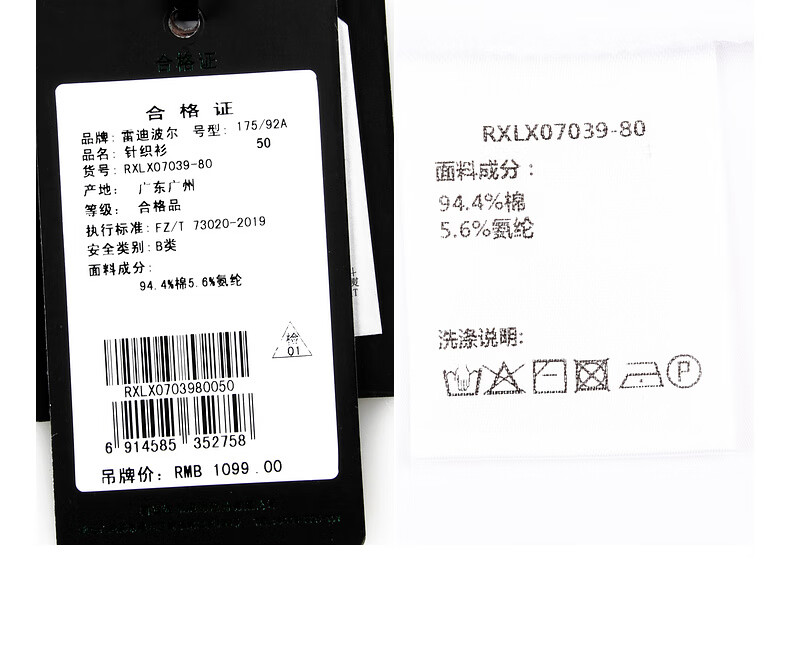 合格证
合格证
品牌: 雷迪波尔 号型: 175/92A
品名: 针织衫 50
货号: RXLX07039-80
产地: 广东广州
等级: 合格品
执行标准: FZ/T 73020-2019
安全类别: B类
面料成分:
94.4%棉5.6%氨纶
检
01
RXLX0703980050
6 914585 352758
吊牌价: RMB 1099.00
RXLX07039-80
面料成分：
94.4%棉
5.6%氨纶
洗涤说明:
P